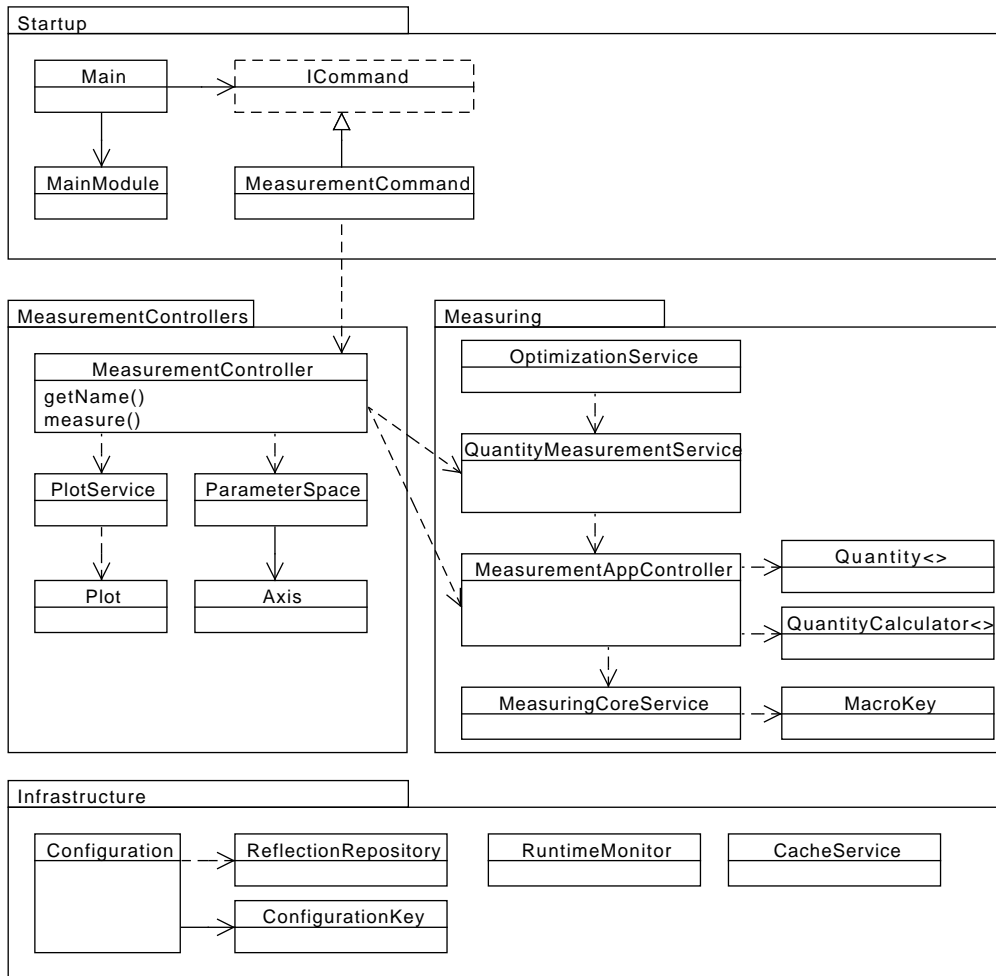 Startup
Main
ICommand
MainModule
MeasurementCommand
MeasurementControllers
MeasurementController
getName()
measure()
PlotService
ParameterSpace
Plot
Axis
Measuring
OptimizationService
QuantityMeasurementService
MeasurementAppController
Quantity<>
QuantityCalculator<>
MeasuringCoreService
MacroKey
Infrastructure
Configuration
ReflectionRepository
RuntimeMonitor
CacheService
ConfigurationKey